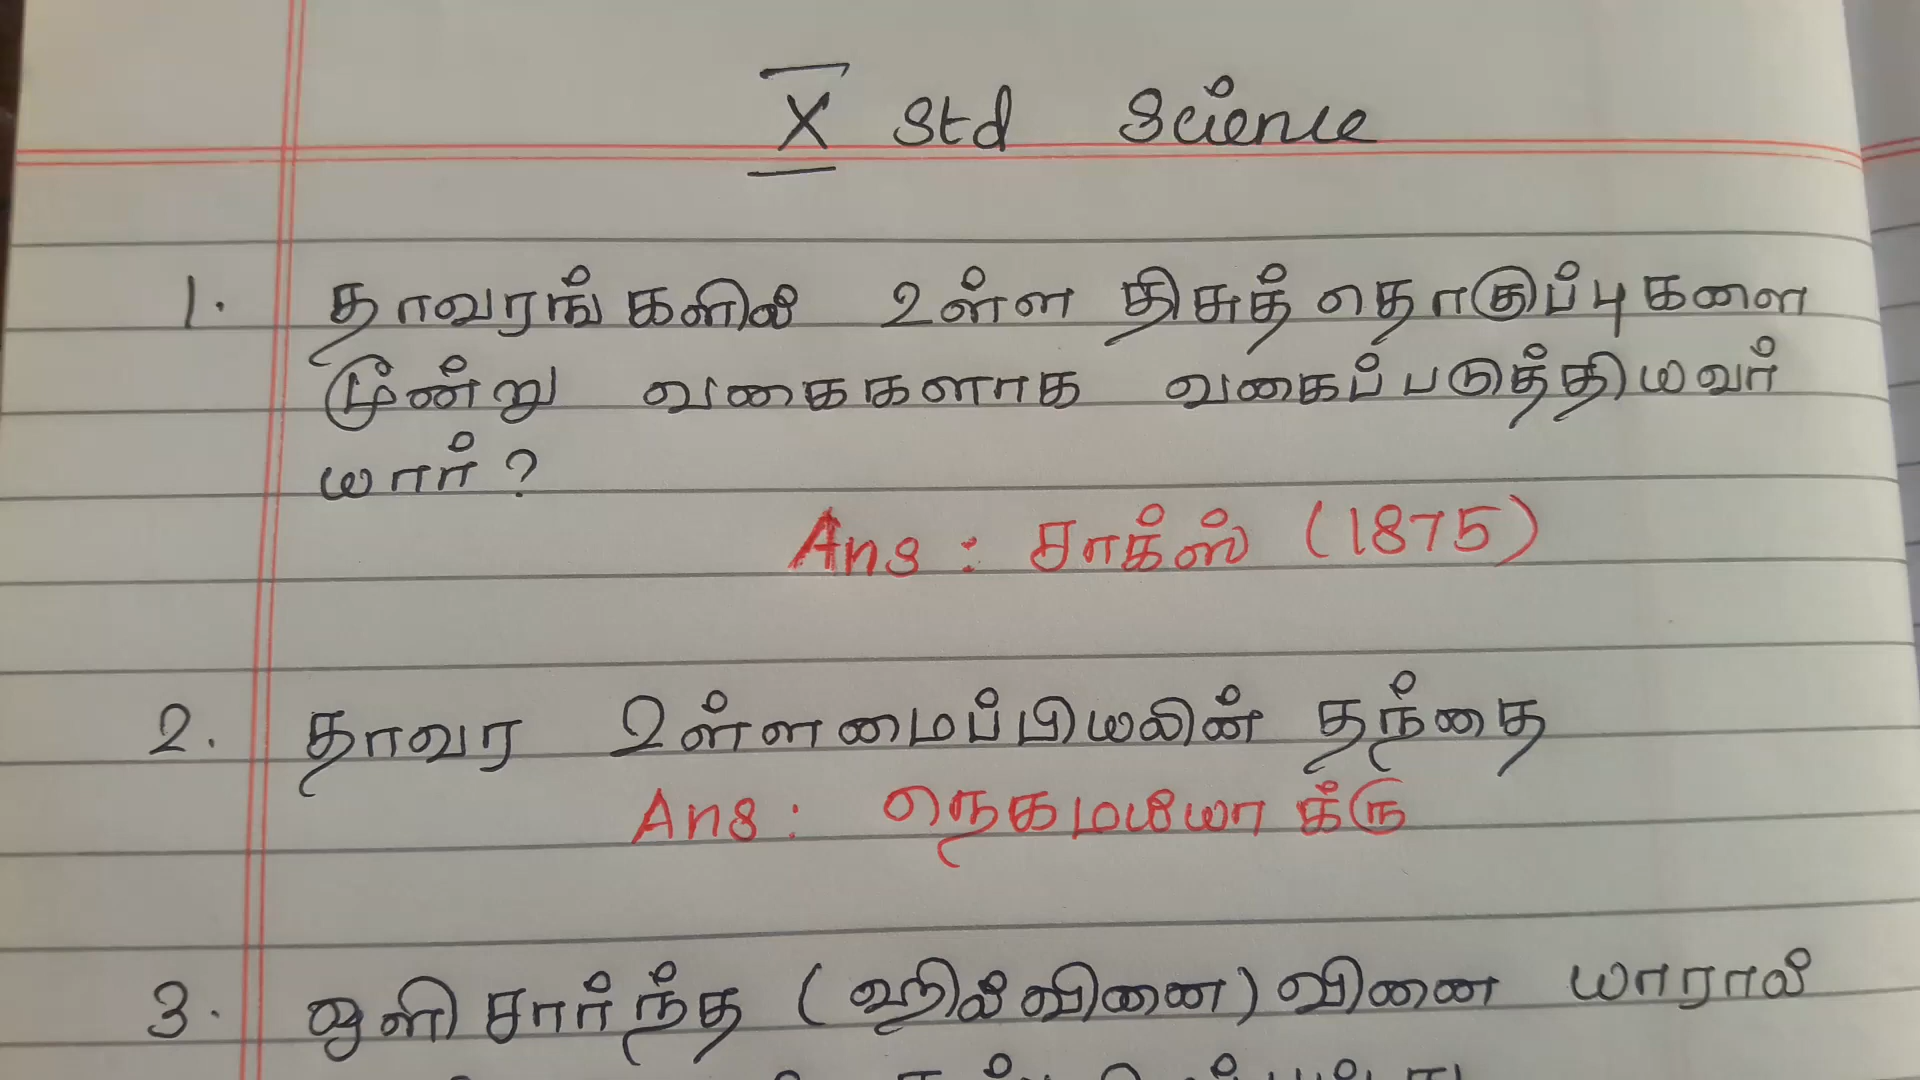 X Std Science
1. தாவரங்களில் உள்ள திசுத் தொகுப்புகளை
மூன்று வகைகளாக வகைப்படுத்தியவர்
யார்?
Ans: சாக்ஸ் (1875)
2. தாவர உள்ளமைப்பியலின் தந்தை
Ans: நெகமமியோ க்ரு
3. ஒளி சார்ந்த (ஹில்வினை) வினை யாரால்